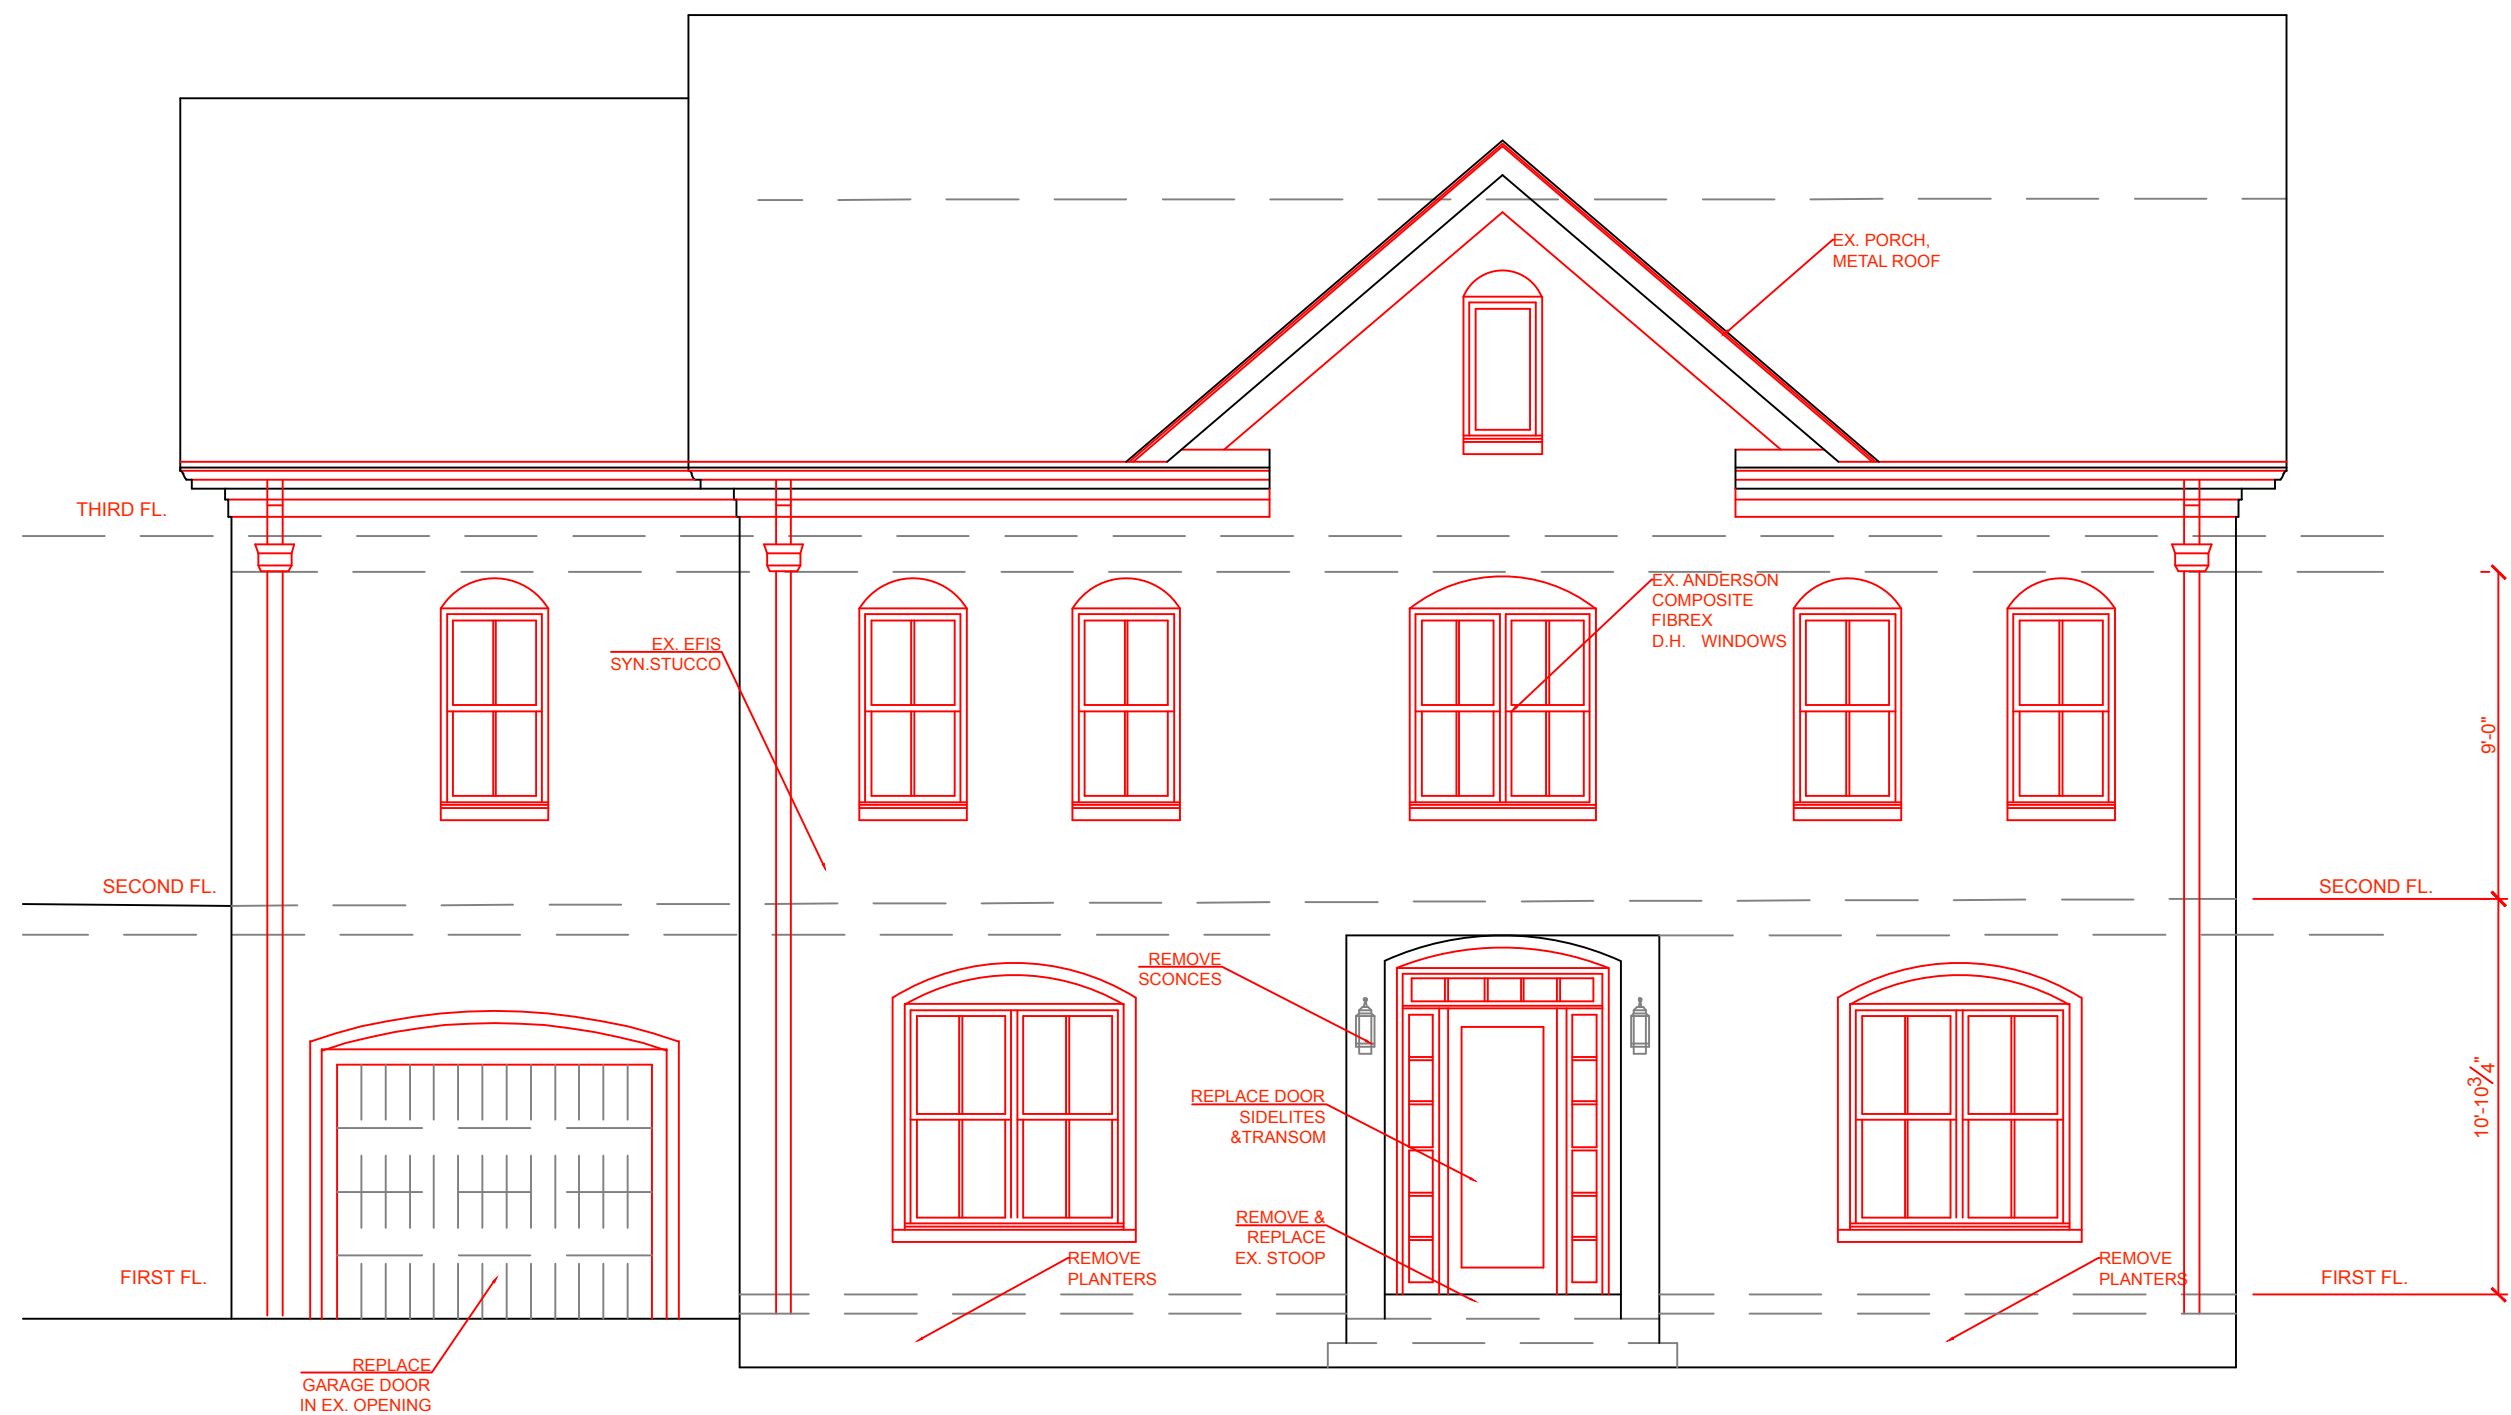 EX. PORCH,
METAL ROOF
THIRD FL.
EX. ANDERSON
COMPOSITE
FIBREX
D.H. WINDOWS
EX. EFIS
SYN.STUCCO
9'-0"
SECOND FL.
SECOND FL.
REMOVE
SCONCES
REPLACE DOOR
SIDELITES
&TRANSOM
10'-10¾"
REMOVE &
REPLACE
EX. STOOP
REMOVE
PLANTERS
REMOVE
PLANTERS
FIRST FL.
FIRST FL.
REPLACE
GARAGE DOOR
IN EX. OPENING